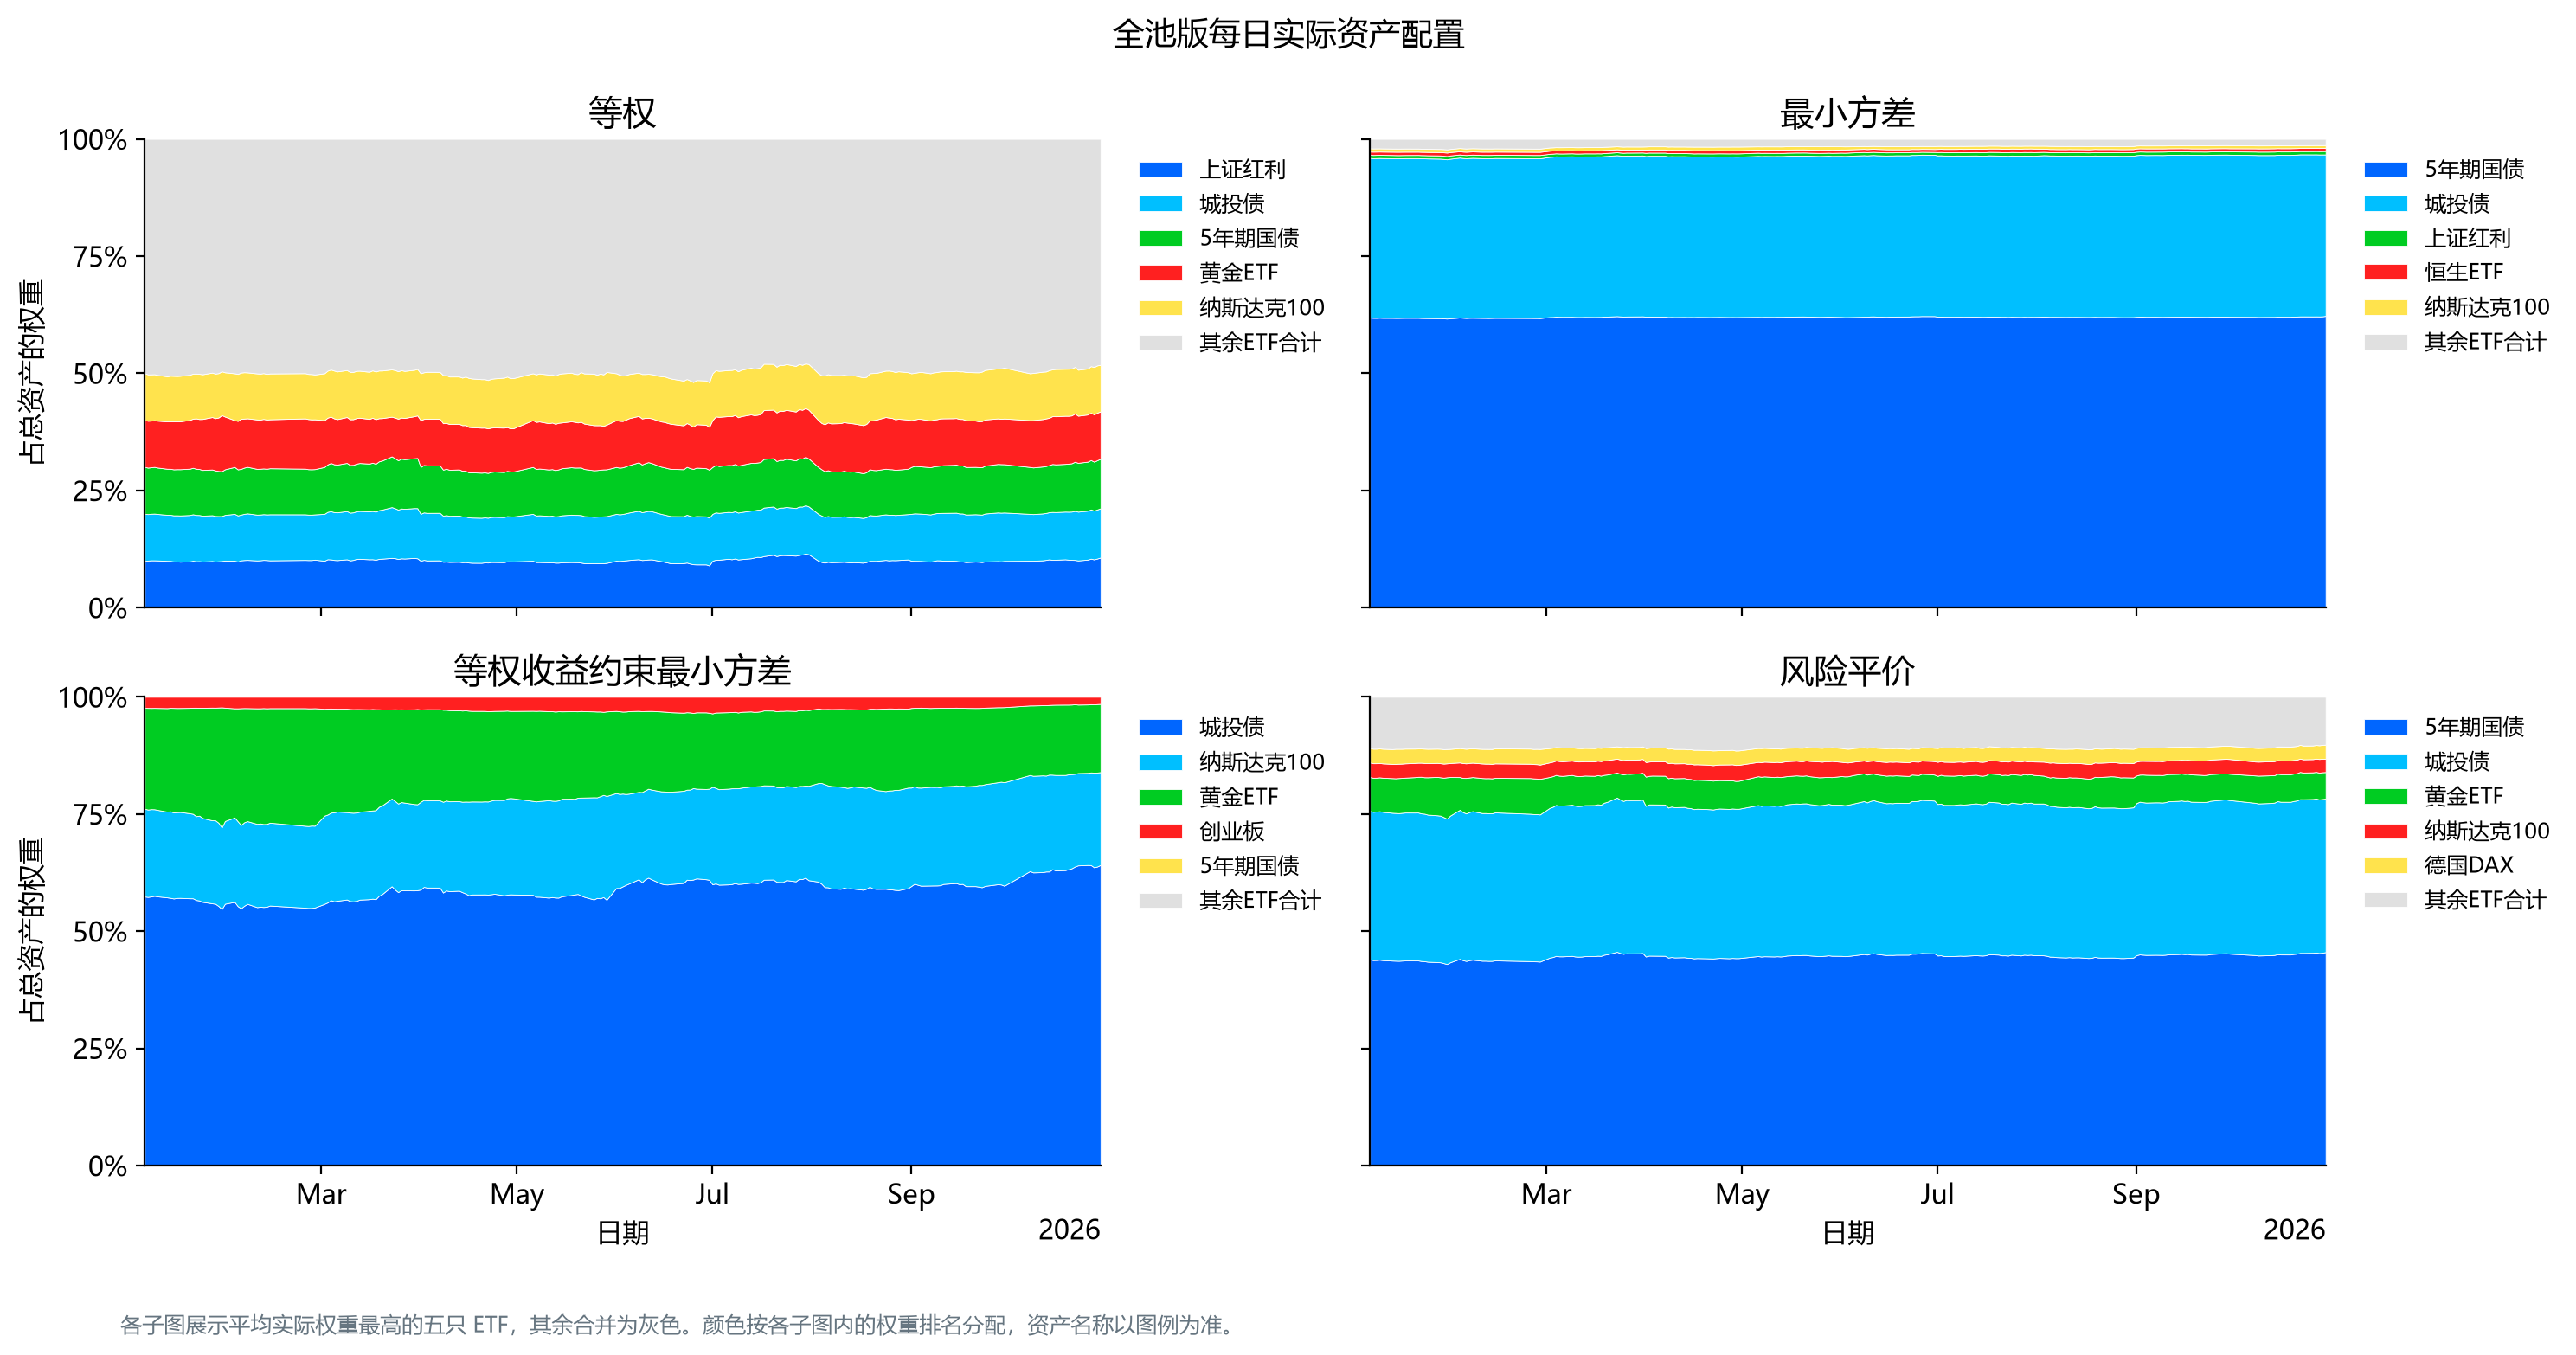 全池版每日实际资产配置
等权
占总资产的权重
100%
75%
50%
25%
0%
上证红利
城投债
5年期国债
黄金ETF
纳斯达克100
其余ETF合计
最小方差
5年期国债
城投债
上证红利
恒生ETF
纳斯达克100
其余ETF合计
等权收益约束最小方差
占总资产的权重
100%
75%
50%
25%
0%
Mar
May
Jul
Sep
日期
2026
城投债
纳斯达克100
黄金ETF
创业板
5年期国债
其余ETF合计
风险平价
Mar
May
Jul
Sep
日期
2026
5年期国债
城投债
黄金ETF
纳斯达克100
德国DAX
其余ETF合计
各子图展示平均实际权重最高的五只 ETF，其余合并为灰色。颜色按各子图内的权重排名分配，资产名称以图例为准。